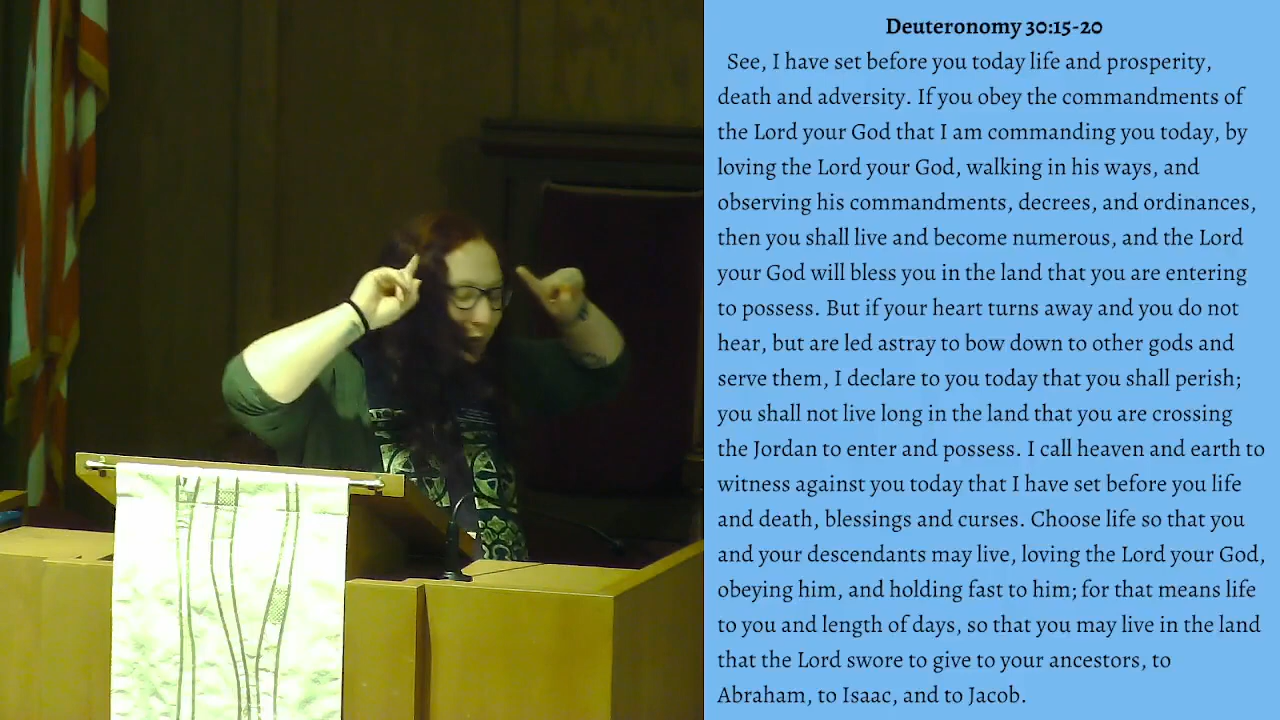 Deuteronomy 30:15-20
See, I have set before you today life and prosperity,
death and adversity. If you obey the commandments of
the Lord your God that I am commanding you today, by
loving the Lord your God, walking in his ways, and
observing his commandments, decrees, and ordinances,
then you shall live and become numerous, and the Lord
your God will bless you in the land that you are entering
to possess. But if your heart turns away and you do not
hear, but are led astray to bow down to other gods and
serve them, I declare to you today that you shall perish;
you shall not live long in the land that you are crossing
the Jordan to enter and possess. I call heaven and earth to
witness against you today that I have set before you life
and death, blessings and curses. Choose life so that you
and your descendants may live, loving the Lord your God,
obeying him, and holding fast to him; for that means life
to you and length of days, so that you may live in the land
that the Lord swore to give to your ancestors, to
Abraham, to Isaac, and to Jacob.